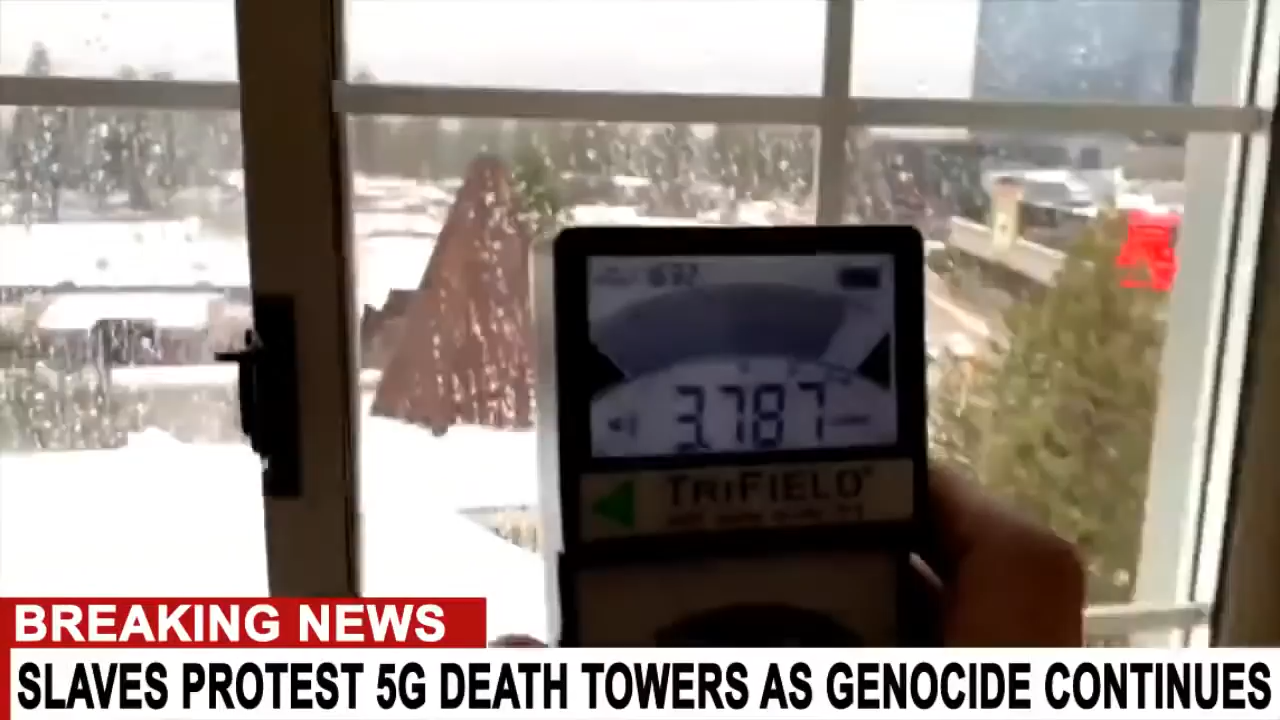 3.787
TRIFIELD®
BREAKING NEWS
SLAVES PROTEST 5G DEATH TOWERS AS GENOCIDE CONTINUES